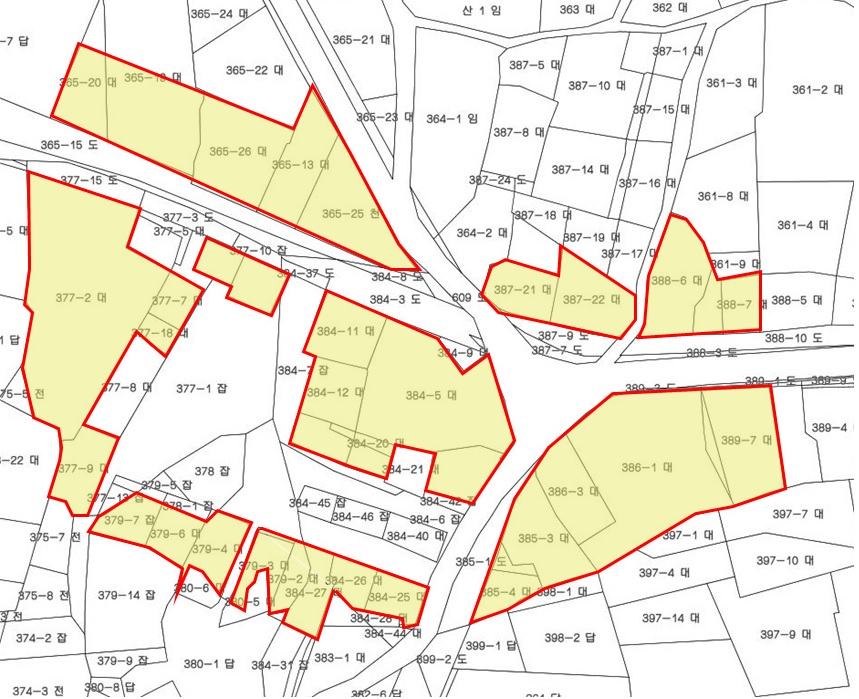 산 1 임
363 대
362 대
365-24 대
-7 답
365-21 대
387-1 대
365-22 대
387-5 대
365-20 대
365-19 대
361-3 대
387-10 대
361-2 대
387-15 대
365-23 대
364-1 임
387-8 대
365-15 도
365-26 대
365-13 대
387-14 대
377-15 도
387-24 도
387-16 대
361-8 대
365-25 천
377-3 도
387-18 대
361-4 대
-5 대
377-5 대
364-2 대
387-19 대
377-10 잡
387-17 대
361-9 대
384-37 도
384-8 도
388-6 대
377-2 대
377-7 대
384-3 도
609 도
387-21 대
387-22 대
388-7 대
388-5 대
377-18 대
384-11 대
387-9 도
388-10 도
1 답
387-7 도
384-9 도
388-3 도
384-7 잡
389-3 도
389-1 도
389-9 도
377-8 대
377-1 잡
75-5 전
384-12 대
384-5 대
389-4
384-20 대
389-7 대
-22 대
377-9 대
378 잡
384-21 대
386-1 대
379-5 잡
386-3 대
377-13 잡
378-1 잡
384-45 잡
384-42 잡
397-7 대
379-7 잡
384-46 잡
384-6 잡
375-7 전
379-6 대
384-40 대
385-3 대
397-1 대
379-4 대
385-1 도
397-10 대
379-3 대
397-4 대
379-2 대
384-26 대
380-6 대
384-27 대
385-4 대
398-1 대
375-8 전
379-14 잡
384-25 대
380-5 대
3 전
384-28 대
397-14 대
374-2 잡
384-44 대
398-2 답
397-9 대
399-1 답
379-9 잡
380-1 답
384-31 잡
383-1 대
399-2 도
374-3 전
380-8 답
382-6 답